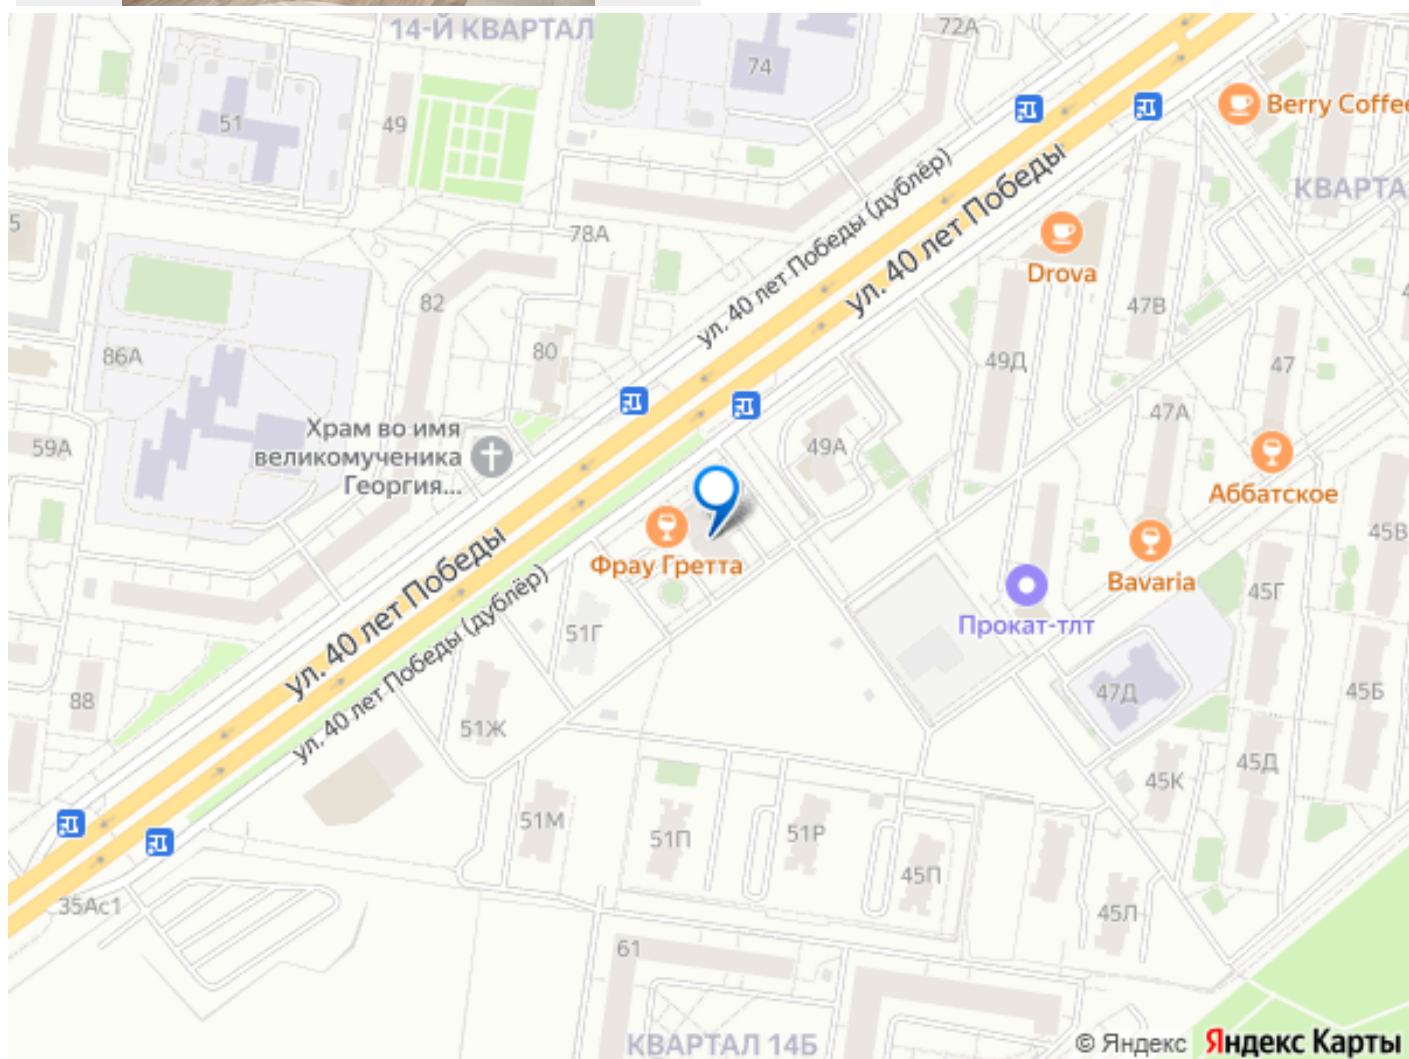 14-Й КВАРТАЛ
72А
74
Berry Coffee
51
49
КВАРТА
5
78А
ул. 40 лет Победы (дублёр)
ул. 40 лет Победы
Drova
82
47В
86А
80
49Д
47
47А
59А
Храм во имя
великомученика
Георгия...
49А
Аббатское
45В
Фрау Гретта
Bavaria
ул. 40 лет Победы
ул. 40 лет Победы (дублёр)
45Г
51Г
Прокат-тлт
88
51Ж
47Д
45Б
45Д
45К
51М
51П
51Р
45П
35Ас1
45Л
61
КВАРТАЛ 14Б
© Яндекс Яндекс Карты